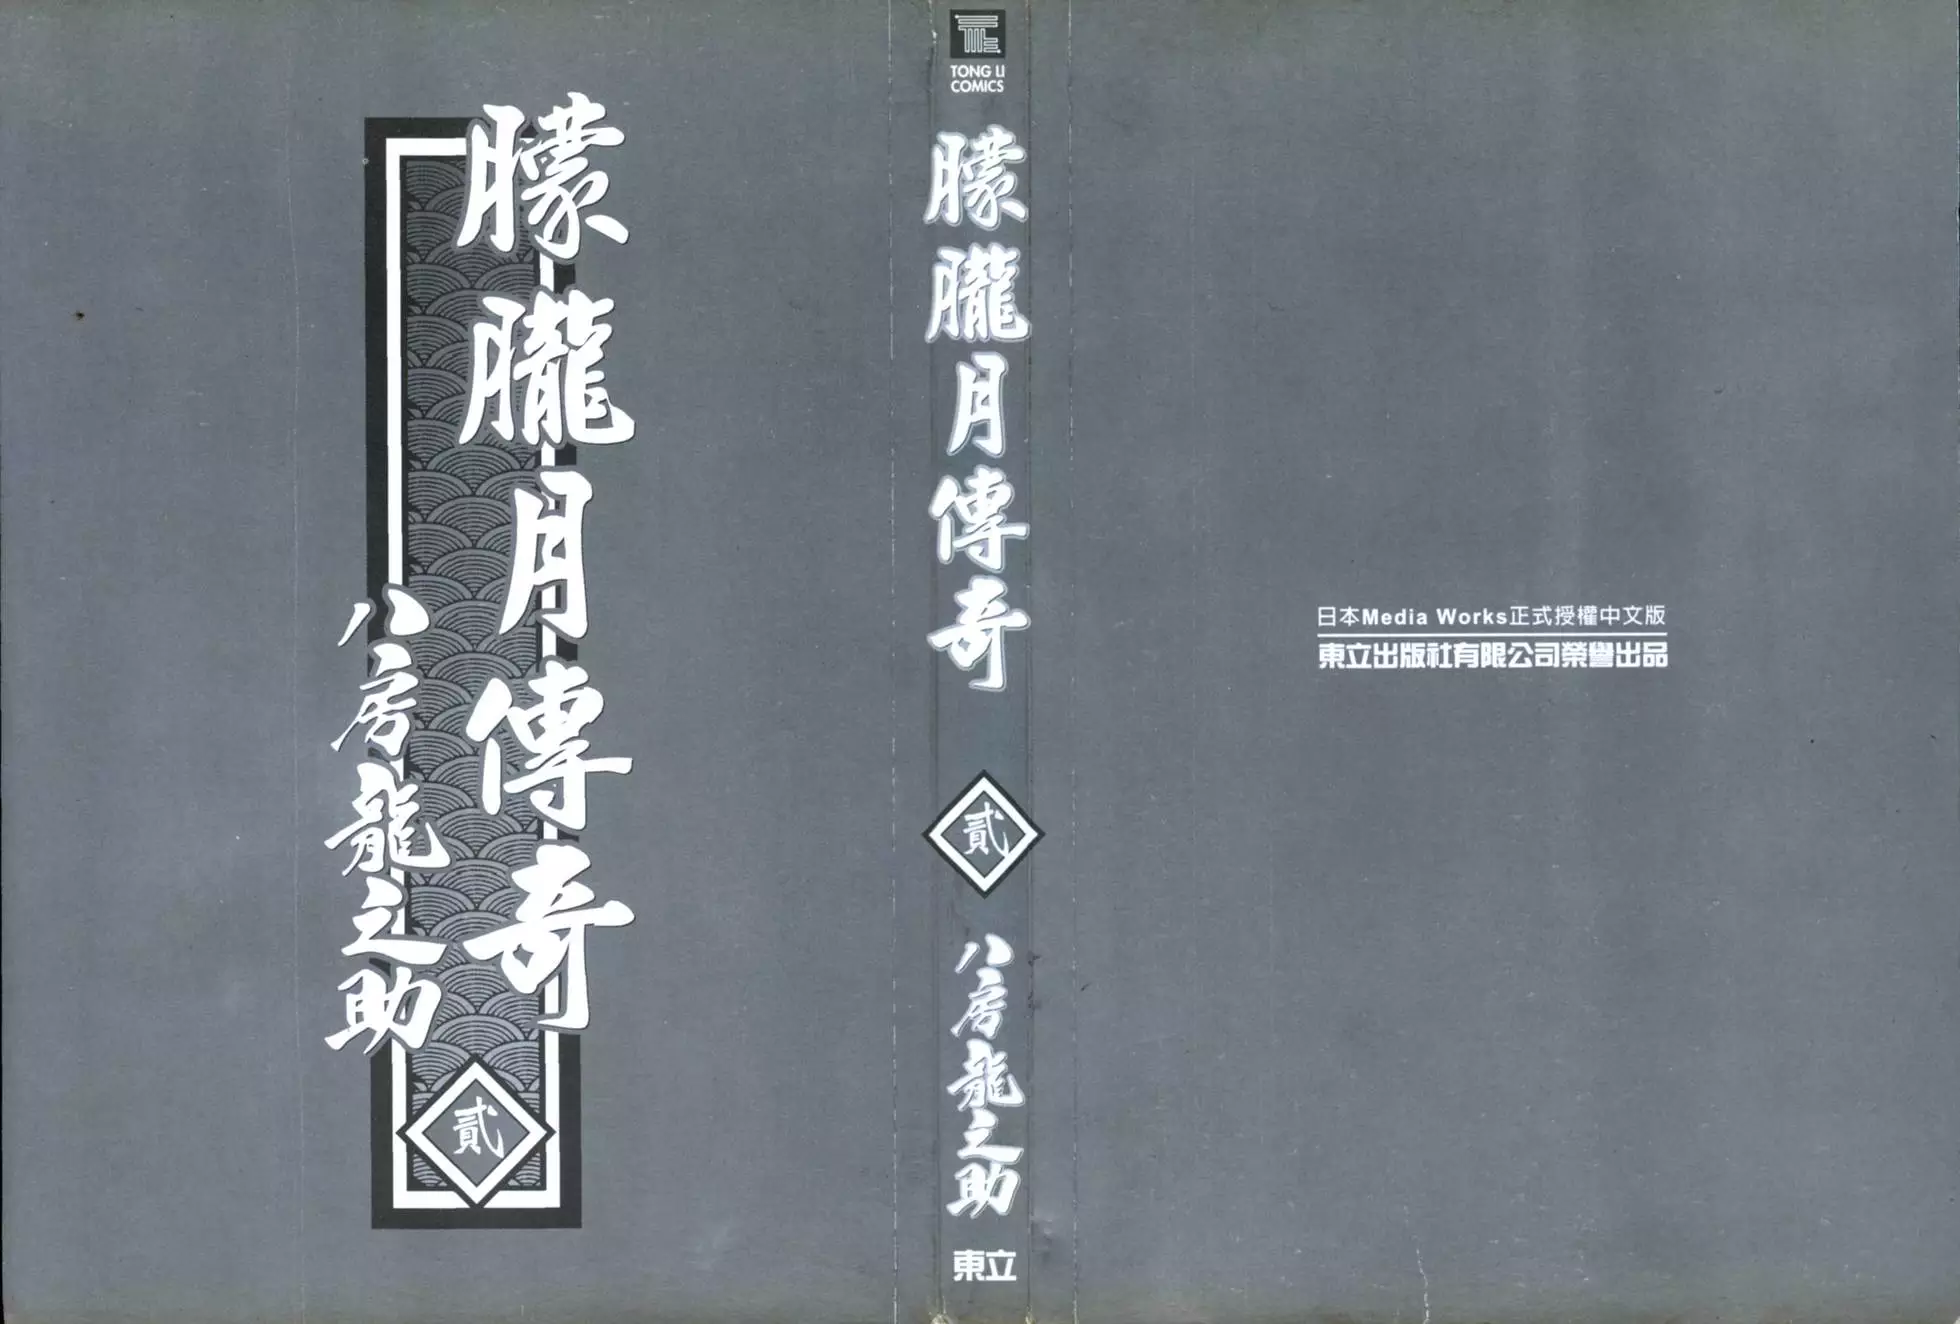 朦朧月傳奇
八房龍之助
貳
TONG LI
COMICS
朦朧月傳奇
貳
八房龍之助
東立
日本Media Works正式授權中文版
東立出版社有限公司榮譽出品